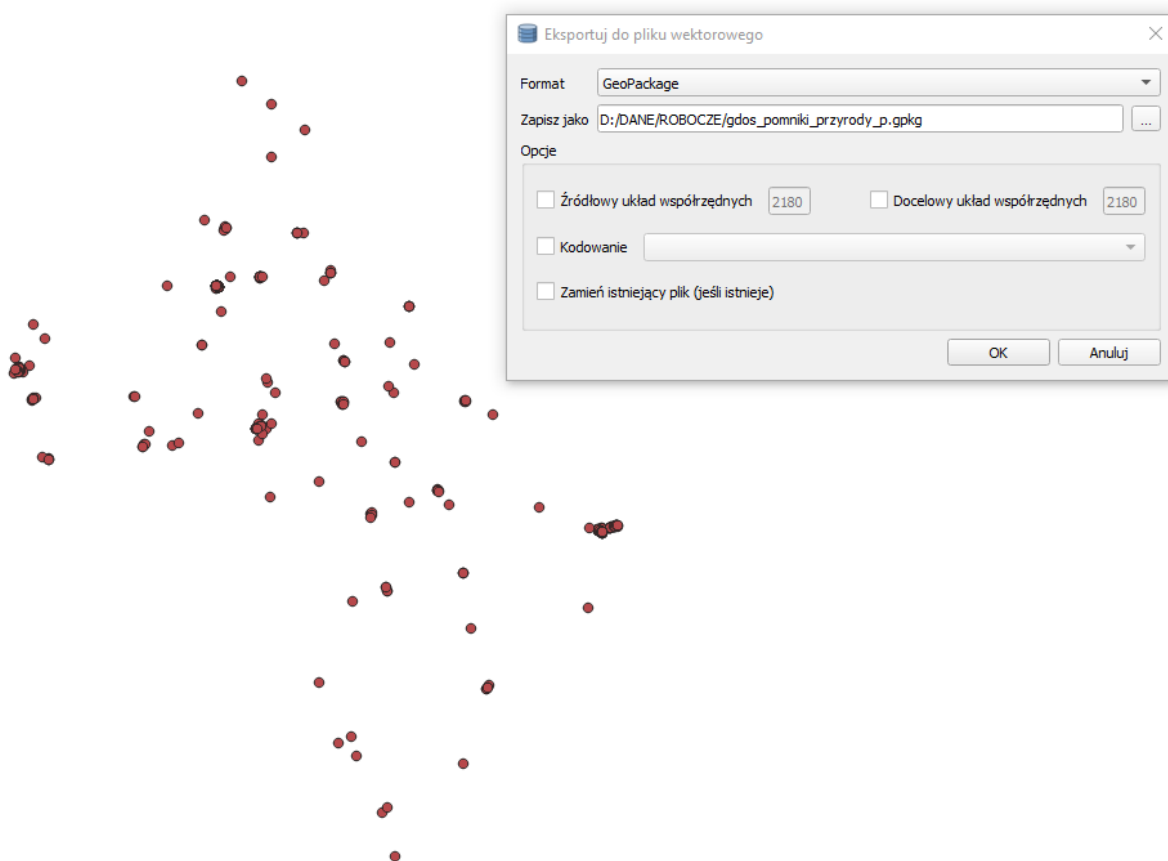 Eksportuj do pliku wektorowego
Format GeoPackage
Zapisz jako D:/DANE/ROBOCZE/gdos_pomniki_przyrody_p.gpkg ...
Opcje
Źródłowy układ współrzędnych 2180 Docelowy układ współrzędnych 2180
Kodowanie
Zamień istniejący plik (jeśli istnieje)
OK Anuluj